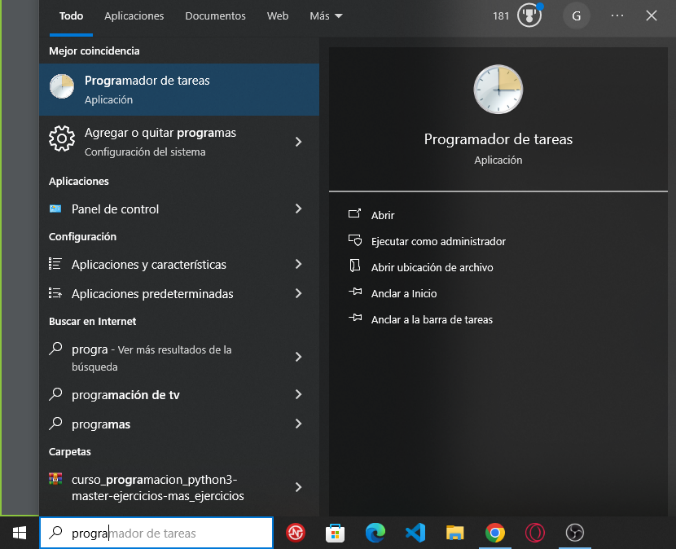 Todo Aplicaciones Documentos Web Más 181 G ...
Mejor coincidencia
Programador de tareas
Aplicación
Agregar o quitar programas
Configuración del sistema
Aplicaciones
Panel de control
Configuración
Aplicaciones y características
Aplicaciones predeterminadas
Buscar en Internet
progra - Ver más resultados de la
búsqueda
programación de tv
programas
Carpetas
curso_programacion_python3-
master-ejercicios-mas_ejercicios
Programador de tareas
Aplicación
Abrir
Ejecutar como administrador
Abrir ubicación de archivo
Anclar a Inicio
Anclar a la barra de tareas
programador de tareas